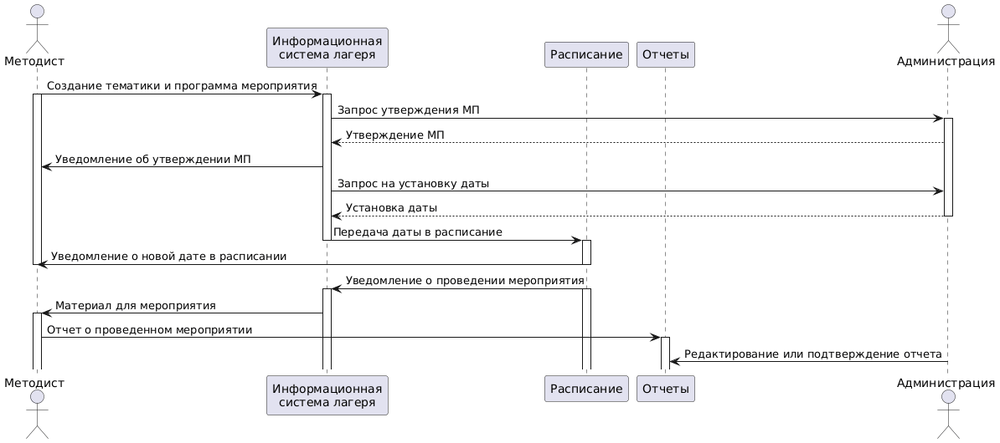 Методист
Информационная
система лагеря
Расписание
Отчеты
Администрация
Создание тематики и программа мероприятия
Запрос утверждения МП
Утверждение МП
Уведомление об утверждении МП
Запрос на установку даты
Установка даты
Передача даты в расписание
Уведомление о новой дате в расписании
Уведомление о проведении мероприятия
Материал для мероприятия
Отчет о проведенном мероприятии
Редактирование или подтверждение отчета
Методист
Информационная
система лагеря
Расписание
Отчеты
Администрация